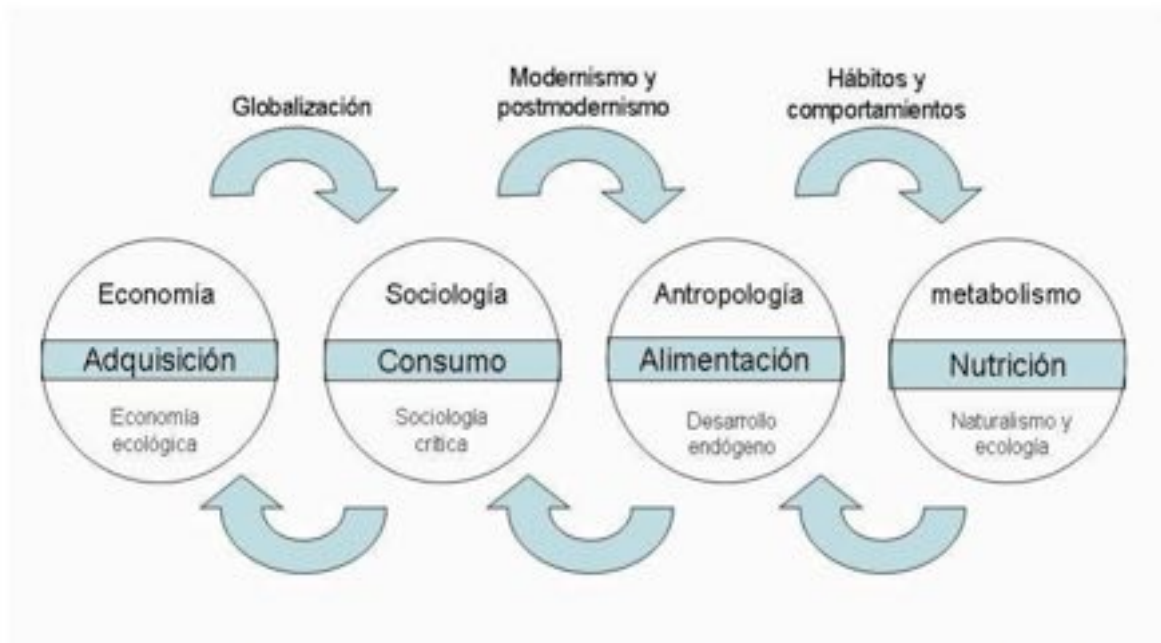 Globalización
Modernismo y
postmodernismo
Hábitos y
comportamientos
Economía
Adquisición
Economía
ecológica
Sociología
Consumo
Sociología
crítica
Antropología
Alimentación
Desarrollo
endógeno
metabolismo
Nutrición
Naturalismo y
ecología